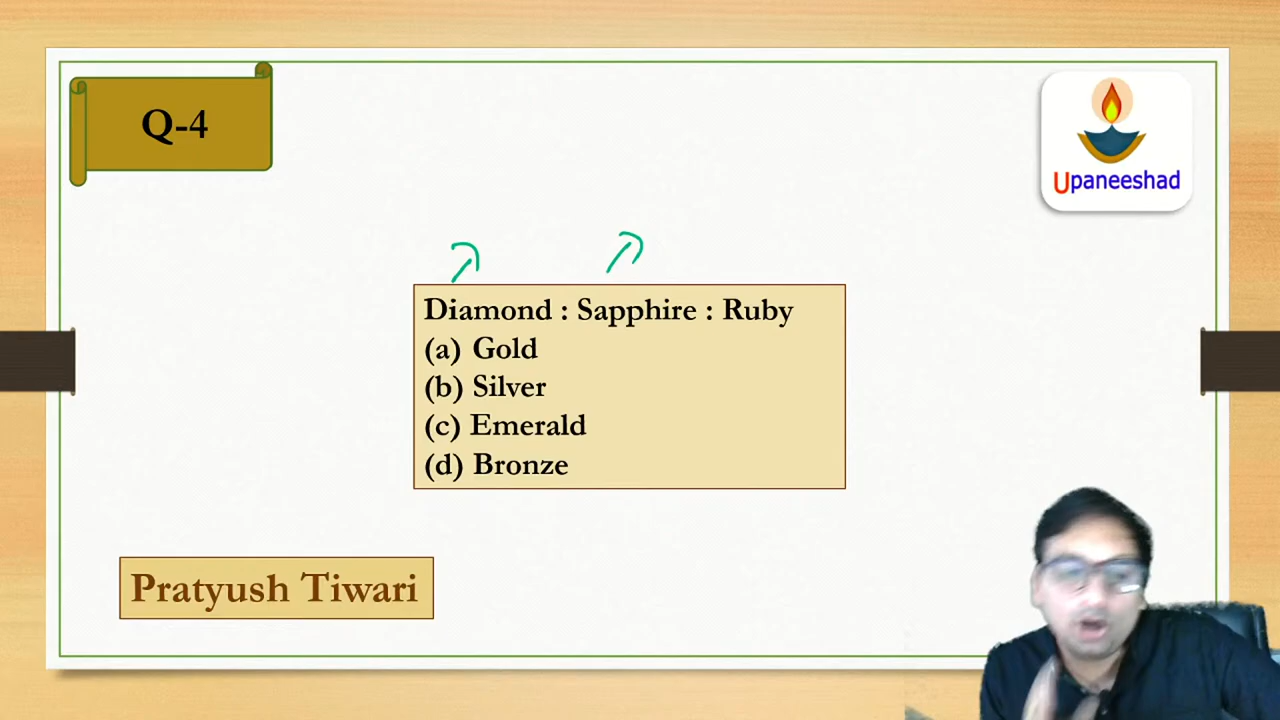 Q-4
Upaneeshad
Diamond : Sapphire : Ruby
(a) Gold
(b) Silver
(c) Emerald
(d) Bronze
Pratyush Tiwari